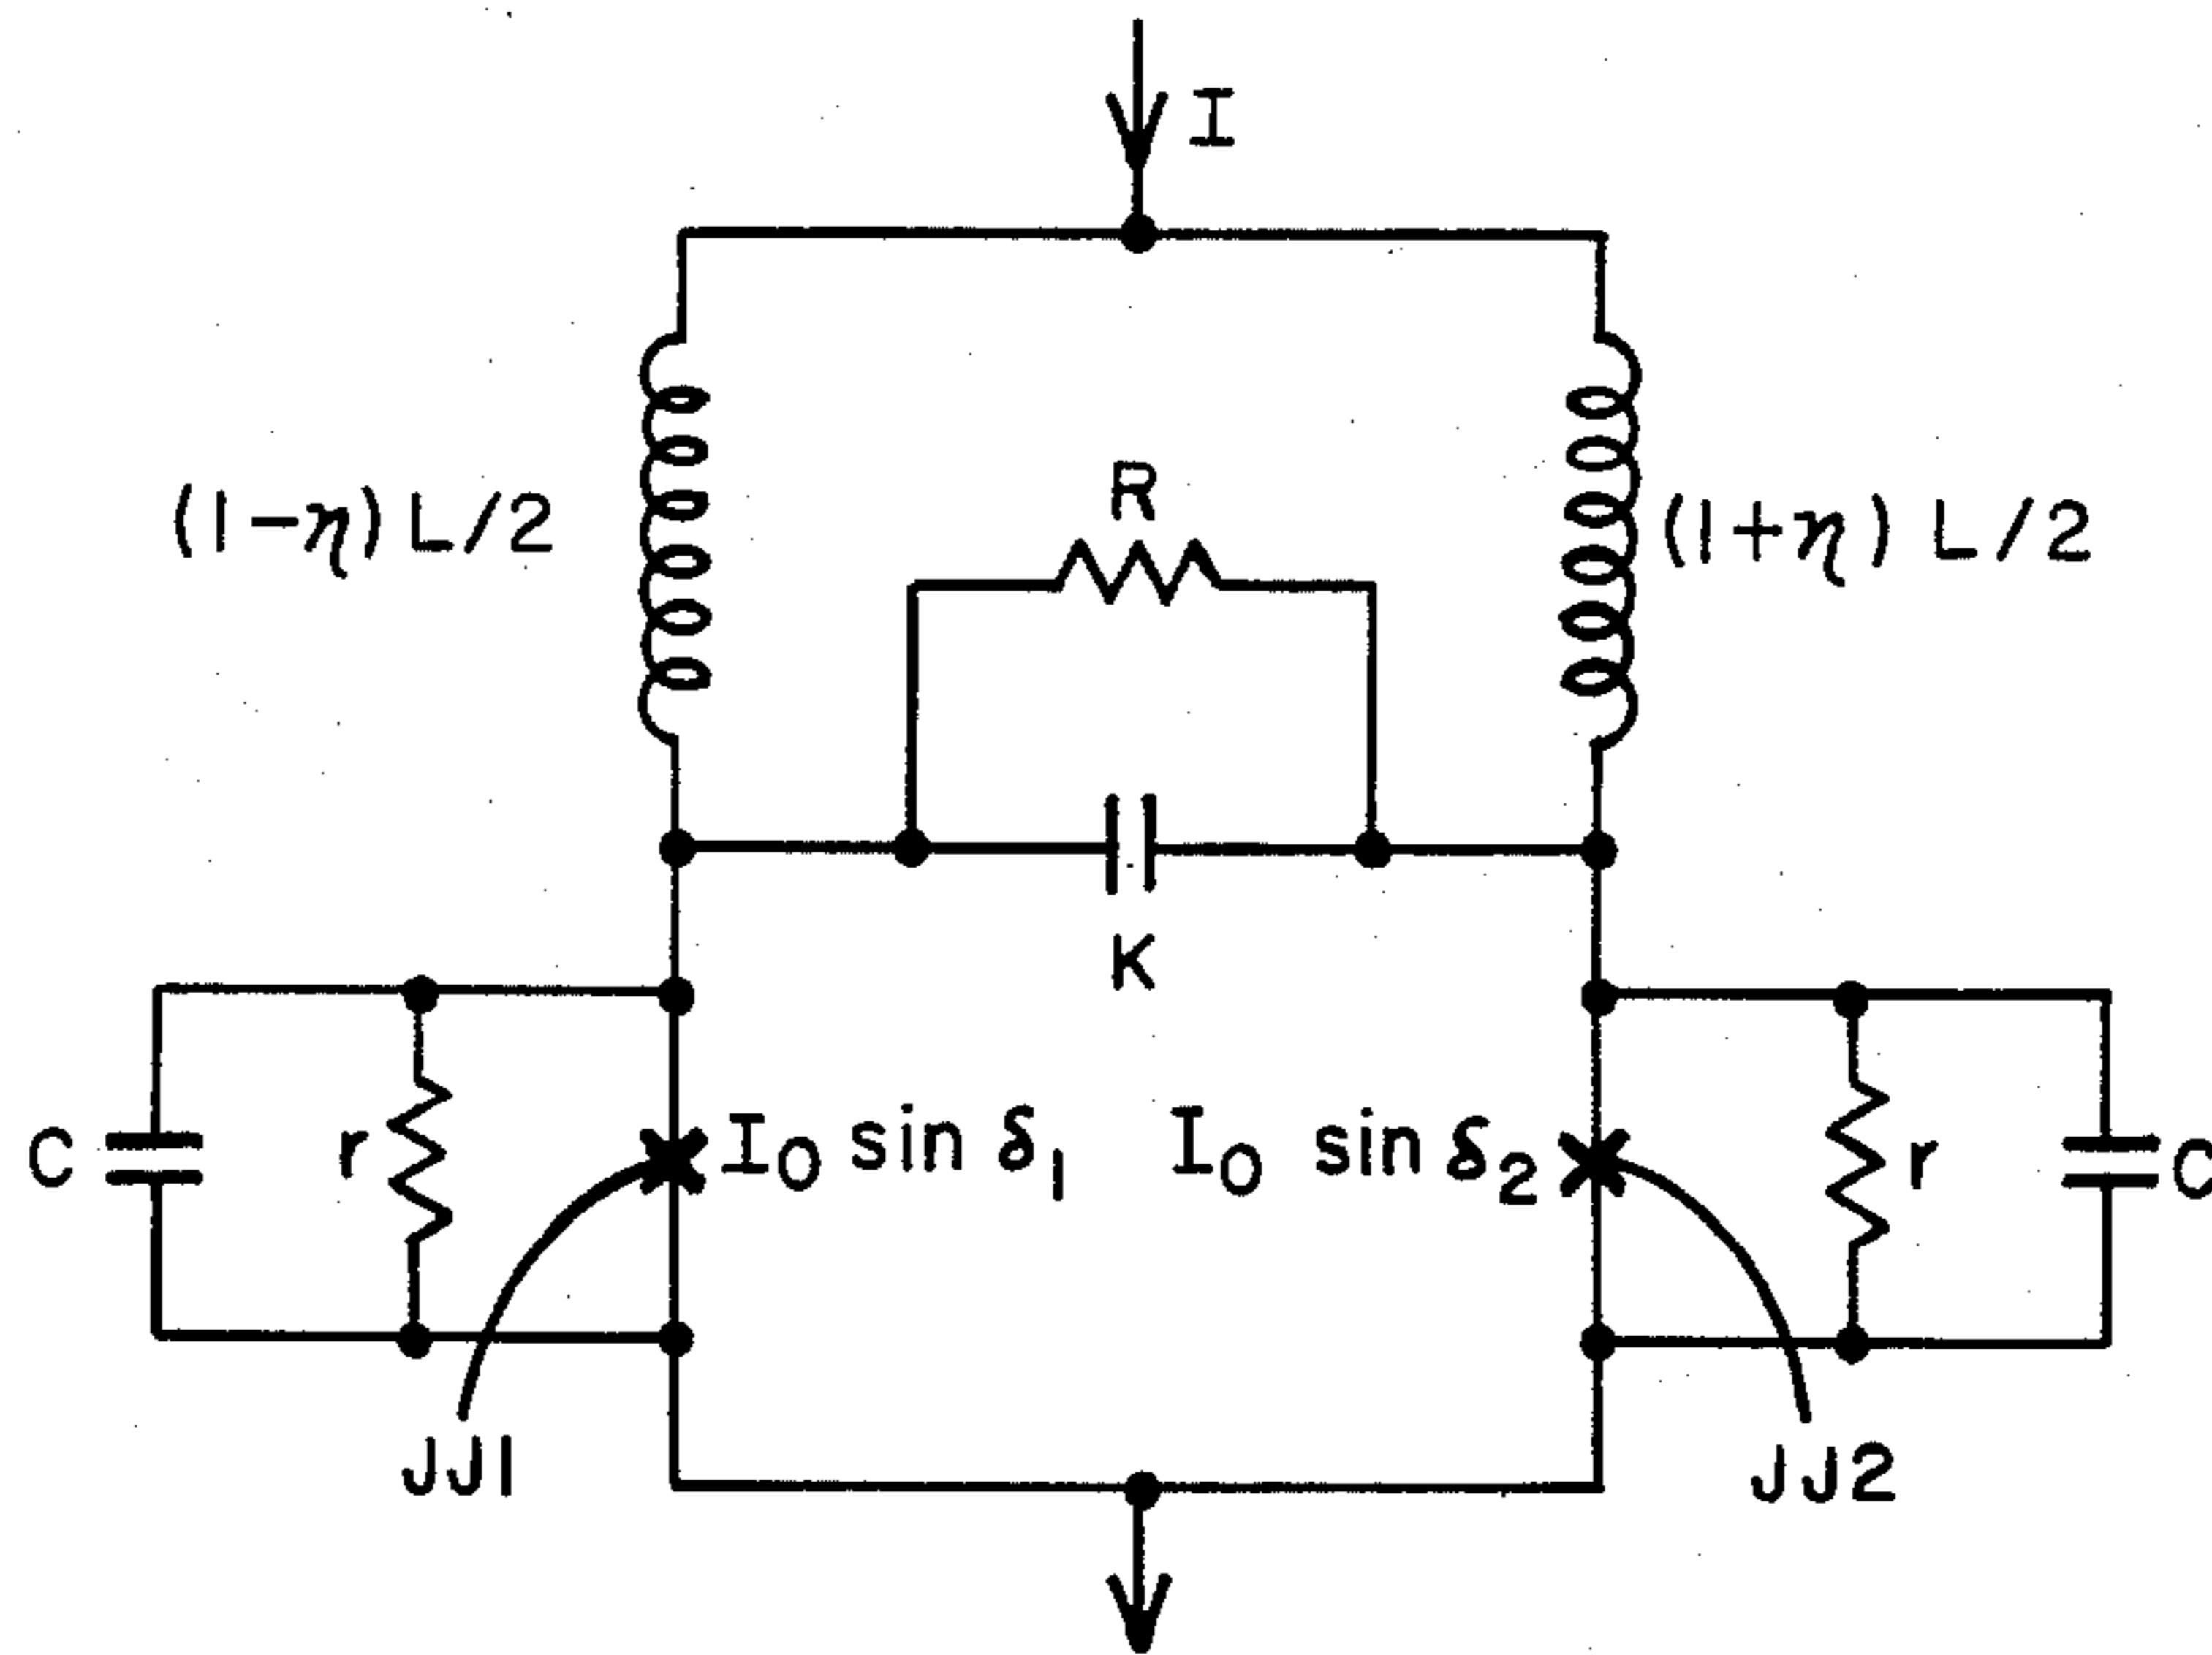 I
R
(1-η)L/2
(1+η)L/2
K
C
r
I₀ sin δ₁
I₀ sin δ₂
r
C
JJ1
JJ2